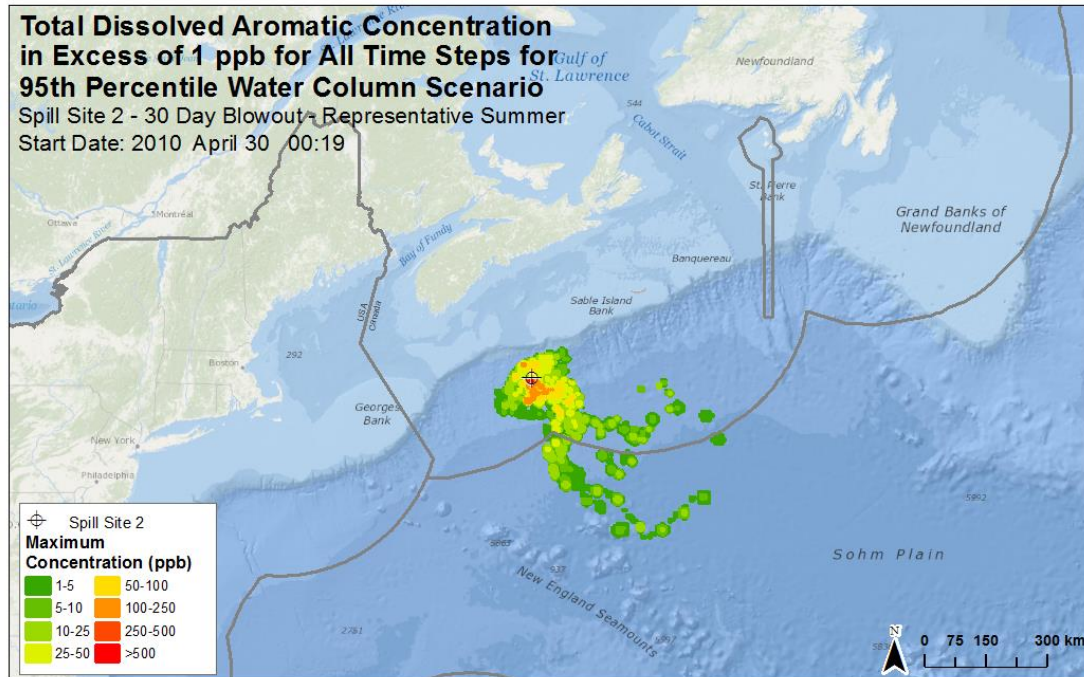 Total Dissolved Aromatic Concentration
in Excess of 1 ppb for All Time Steps for
95th Percentile Water Column Scenario
Spill Site 2 - 30 Day Blowout - Representative Summer
Start Date: 2010 April 30 00:19
Gulf of
St. Lawrence
Newfoundland
544
Cabot Strait
St. Pierre
Bank
Grand Banks of
Newfoundland
Ottawa
Montréal
St. Lawrence River
Bay of Fundy
Banquereau
Sable Island
Bank
USA
Canada
292
Boston
Georges
Bank
New York
Philadelphia
5992
Sohm Plain
937
New England Seamounts
2761
Spill Site 2
Maximum
Concentration (ppb)
1-5 50-100
5-10 100-250
10-25 250-500
25-50 >500
N
0 75 150 300 km